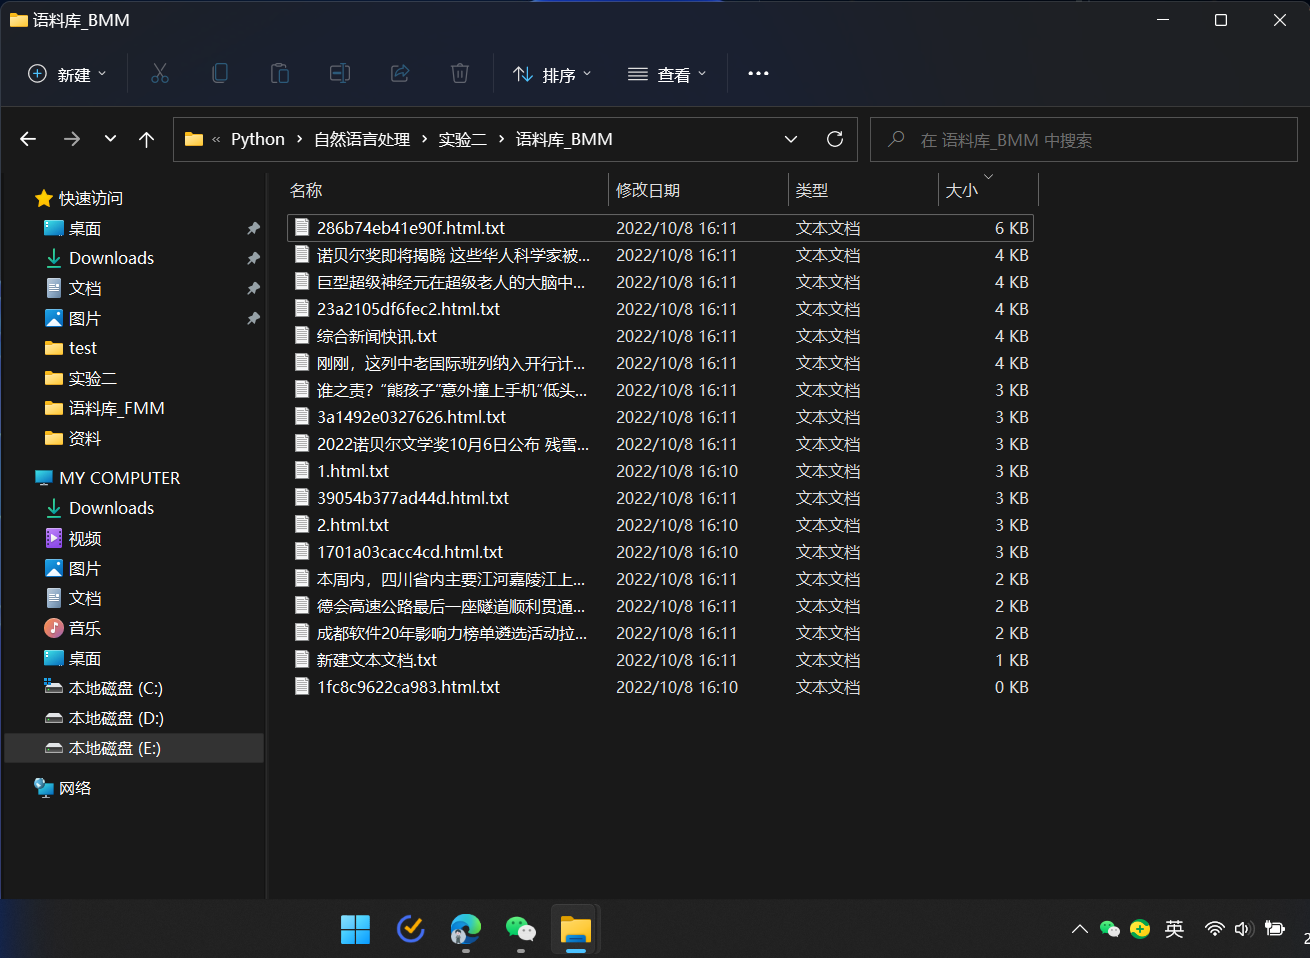 语料库_BMM
新建
排序
查看
« Python › 自然语言处理 › 实验二 › 语料库_BMM
在 语料库_BMM 中搜索
快速访问
桌面
Downloads
文档
图片
test
实验二
语料库_FMM
资料
MY COMPUTER
Downloads
视频
图片
文档
音乐
桌面
本地磁盘 (C:)
本地磁盘 (D:)
本地磁盘 (E:)
网络
名称 修改日期 类型 大小
286b74eb41e90f.html.txt 2022/10/8 16:11 文本文档 6 KB
诺贝尔奖即将揭晓 这些华人科学家被... 2022/10/8 16:11 文本文档 4 KB
巨型超级神经元在超级老人的大脑中... 2022/10/8 16:11 文本文档 4 KB
23a2105df6fec2.html.txt 2022/10/8 16:11 文本文档 4 KB
综合新闻快讯.txt 2022/10/8 16:11 文本文档 4 KB
刚刚，这列中老国际班列纳入开行计... 2022/10/8 16:11 文本文档 4 KB
谁之责？“熊孩子”意外撞上手机“低头... 2022/10/8 16:11 文本文档 3 KB
3a1492e0327626.html.txt 2022/10/8 16:11 文本文档 3 KB
2022诺贝尔文学奖10月6日公布 残雪... 2022/10/8 16:11 文本文档 3 KB
1.html.txt 2022/10/8 16:10 文本文档 3 KB
39054b377ad44d.html.txt 2022/10/8 16:11 文本文档 3 KB
2.html.txt 2022/10/8 16:10 文本文档 3 KB
1701a03cacc4cd.html.txt 2022/10/8 16:10 文本文档 3 KB
本周内，四川省内主要江河嘉陵江上... 2022/10/8 16:11 文本文档 2 KB
德会高速公路最后一座隧道顺利贯通... 2022/10/8 16:11 文本文档 2 KB
成都软件20年影响力榜单遴选活动拉... 2022/10/8 16:11 文本文档 2 KB
新建文本文档.txt 2022/10/8 16:11 文本文档 1 KB
1fc8c9622ca983.html.txt 2022/10/8 16:10 文本文档 0 KB
英